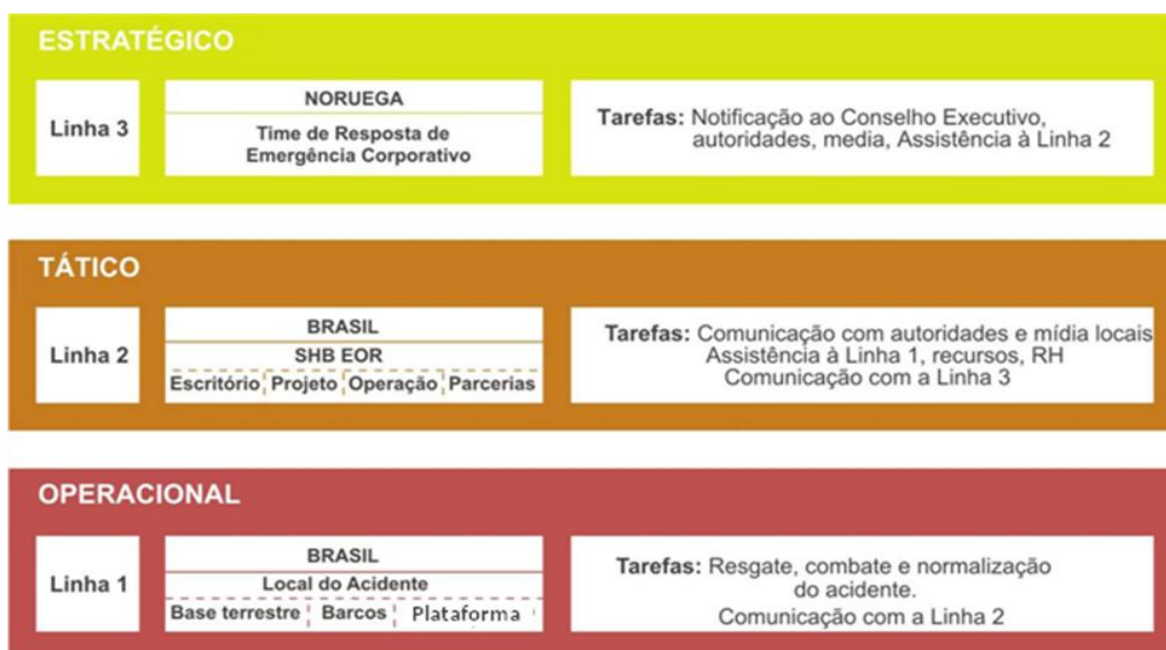 ESTRATÉGICO
Linha 3
NORUEGA
Time de Resposta de
Emergência Corporativo
Tarefas: Notificação ao Conselho Executivo,
autoridades, media, Assistência à Linha 2
TÁTICO
Linha 2
BRASIL
SHB EOR
Escritório Projeto Operação Parcerias
Tarefas: Comunicação com autoridades e mídia locais
Assistência à Linha 1, recursos, RH
Comunicação com a Linha 3
OPERACIONAL
Linha 1
BRASIL
Local do Acidente
Base terrestre Barcos Plataforma
Tarefas: Resgate, combate e normalização
do acidente.
Comunicação com a Linha 2